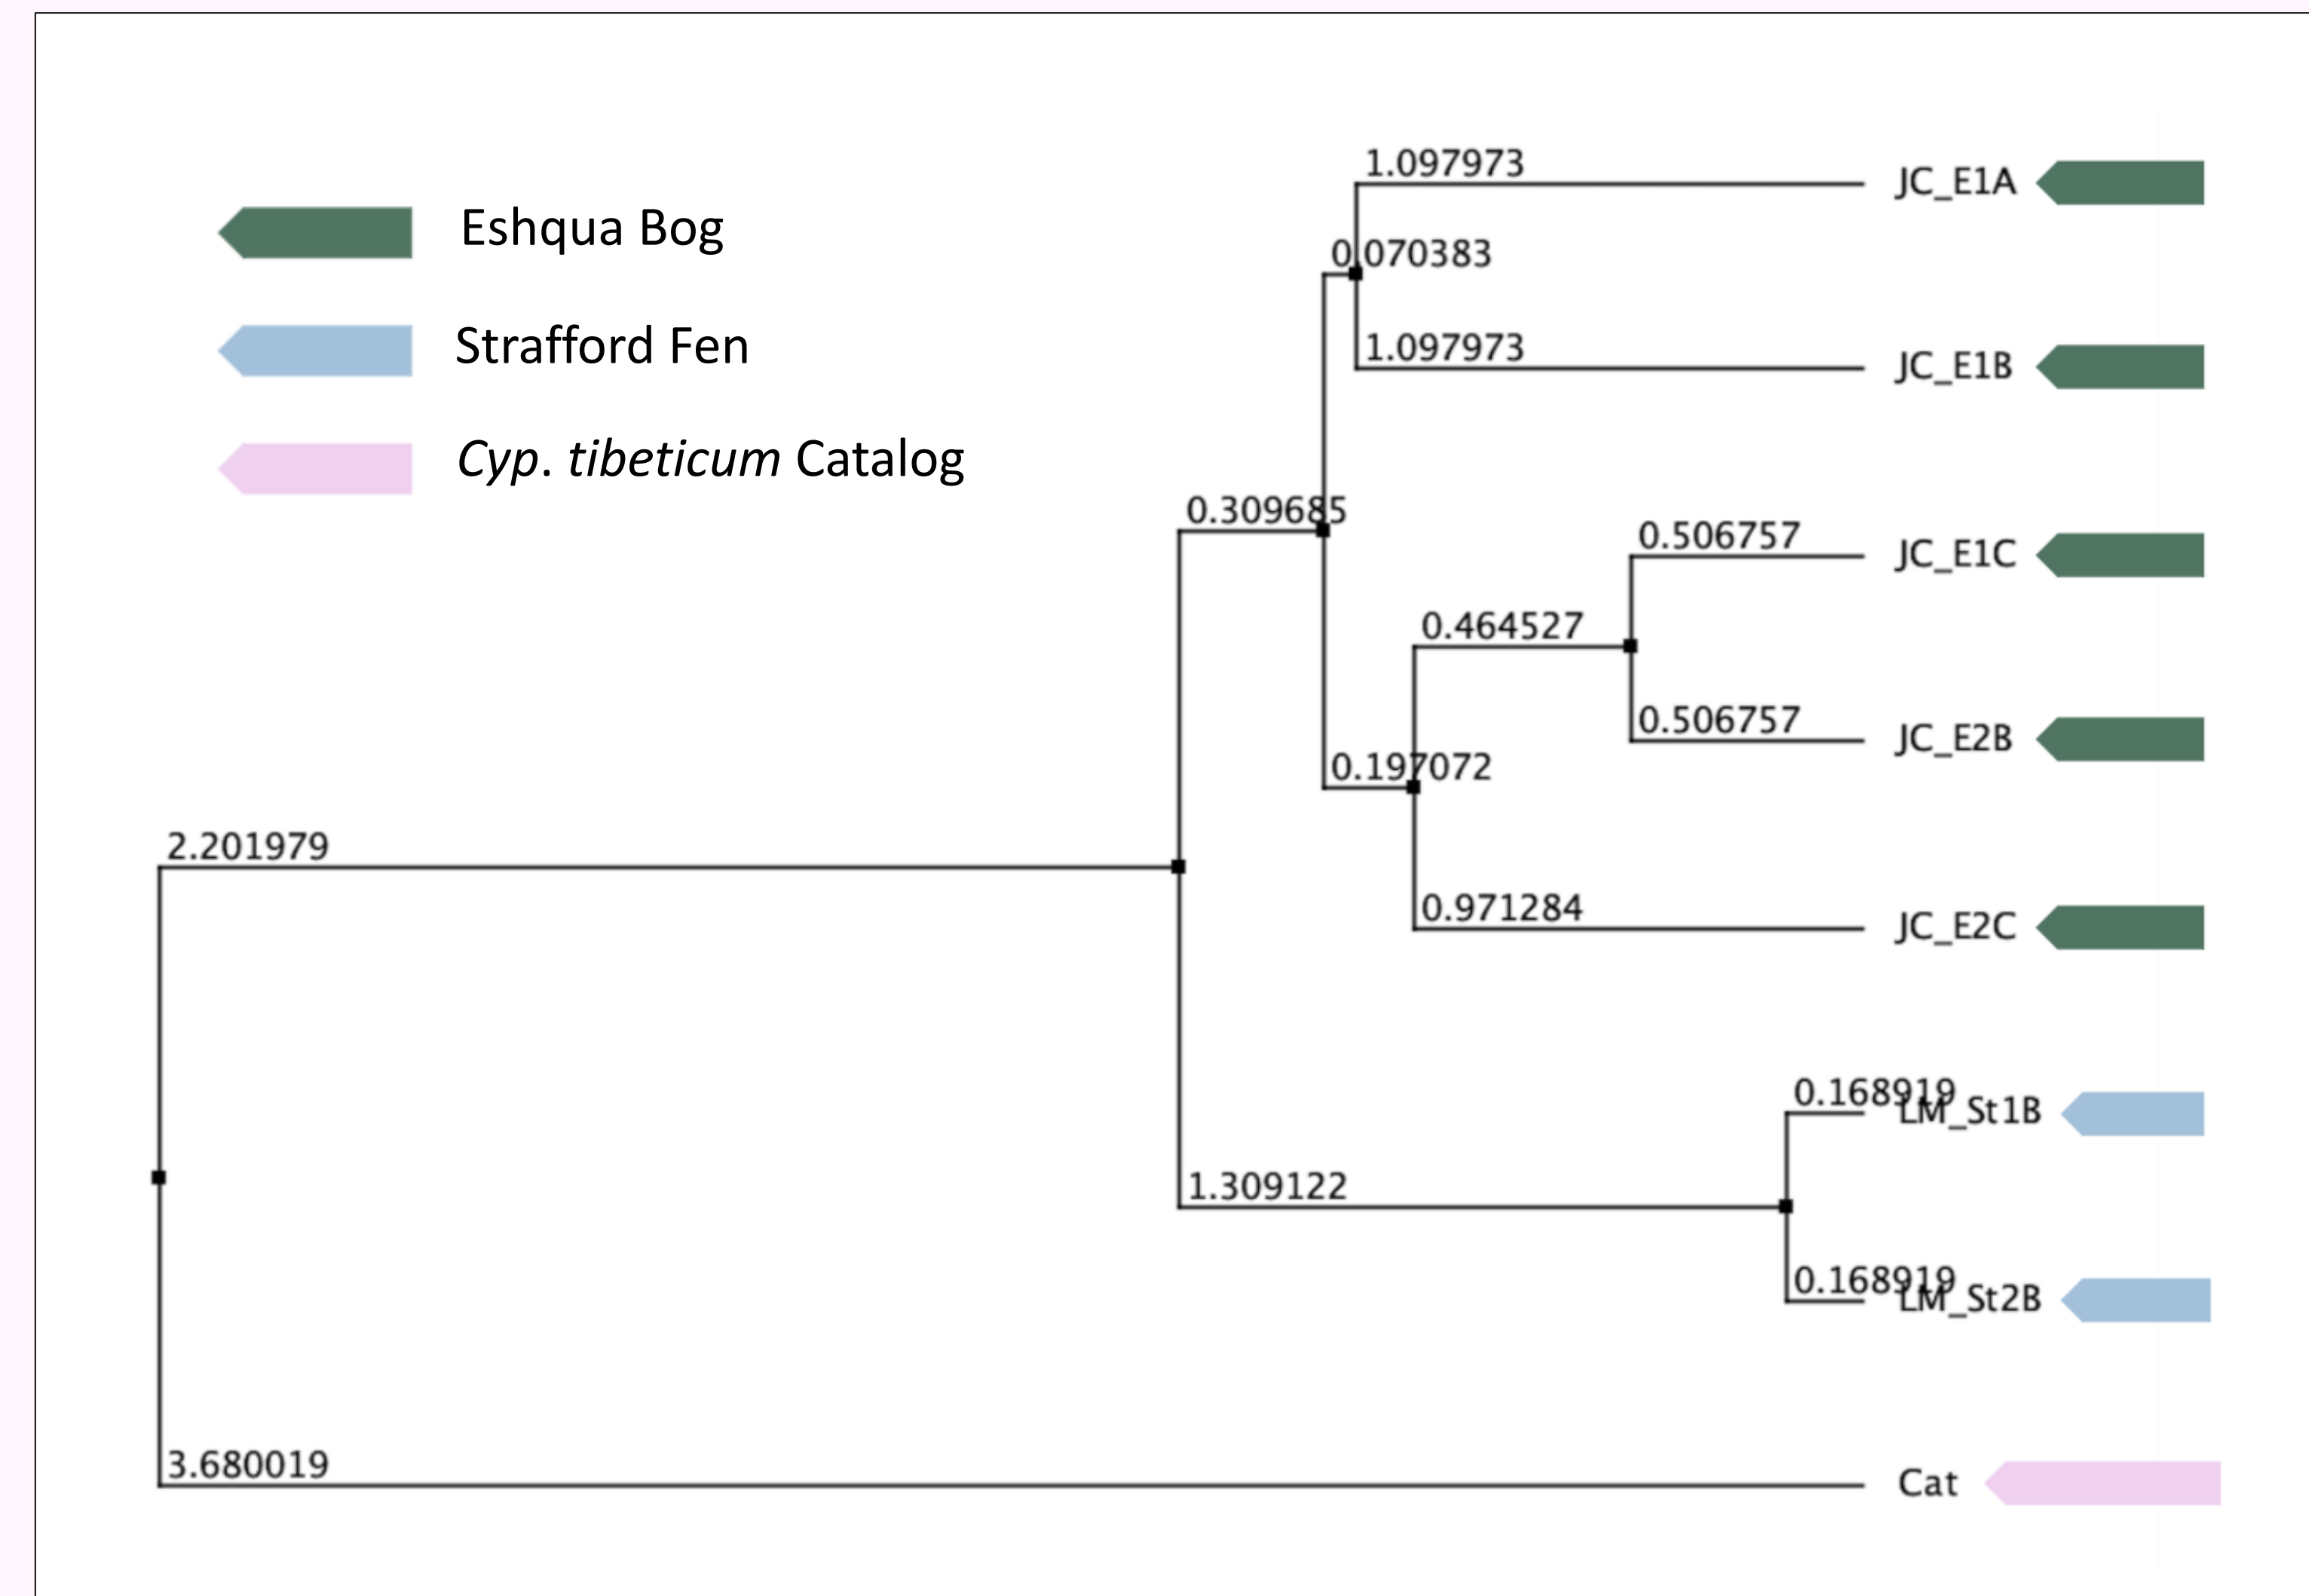 Eshqua Bog
Strafford Fen
Cyp. tibeticum Catalog
1.097973
JC_E1A
0.070383
1.097973
JC_E1B
0.309685
0.506757
JC_E1C
0.464527
0.506757
JC_E2B
0.197072
2.201979
0.971284
JC_E2C
0.168919
LM_St1B
1.309122
0.168919
LM_St2B
3.680019
Cat